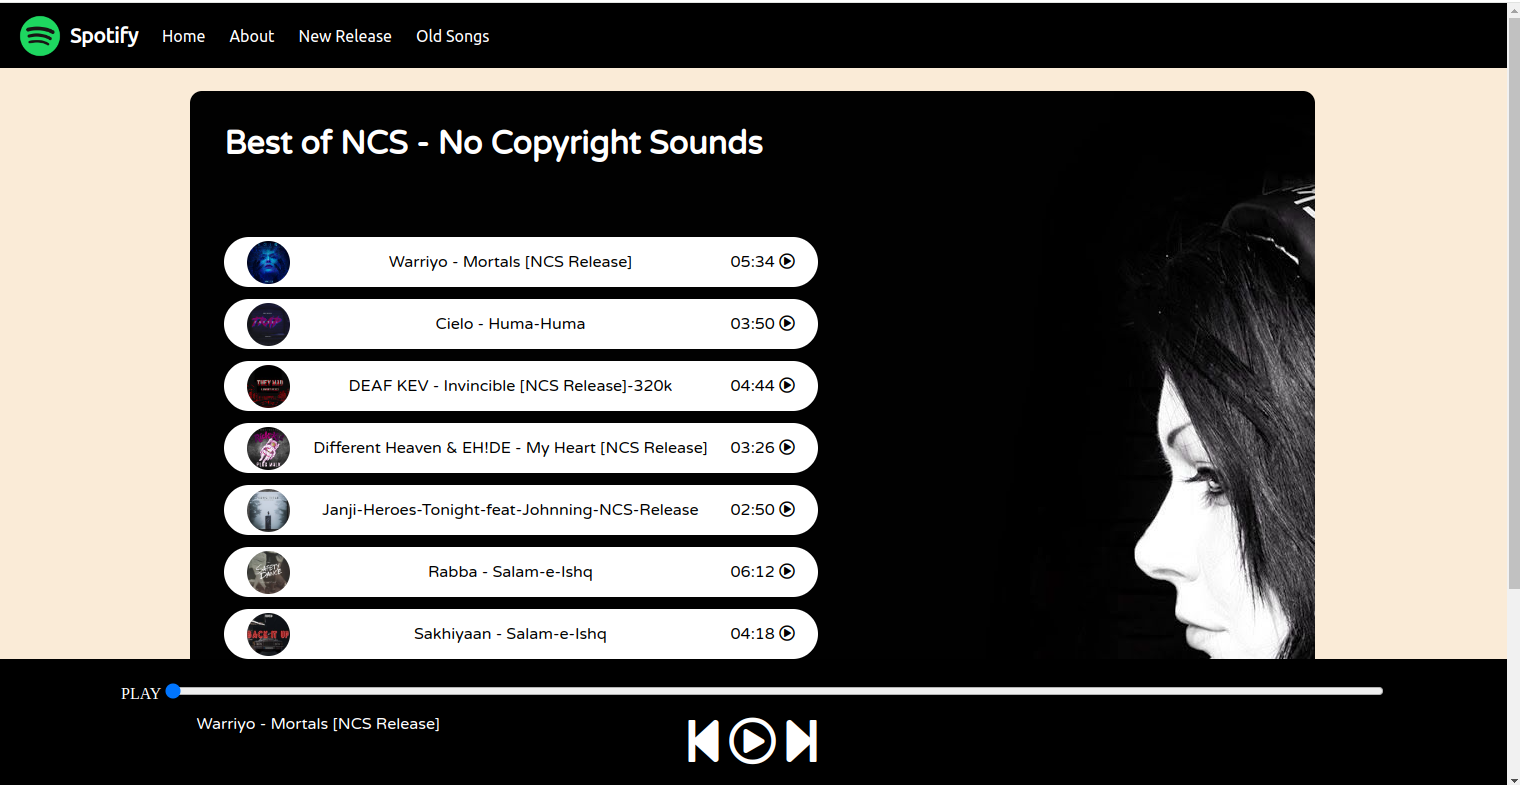 Spotify Home About New Release Old Songs
Best of NCS - No Copyright Sounds
Warriyo - Mortals [NCS Release] 05:34
Cielo - Huma-Huma 03:50
DEAF KEV - Invincible [NCS Release]-320k 04:44
Different Heaven & EH!DE - My Heart [NCS Release] 03:26
Janji-Heroes-Tonight-feat-Johnning-NCS-Release 02:50
Rabba - Salam-e-Ishq 06:12
BACK IT UP Sakhiyaan - Salam-e-Ishq 04:18
PLAY
Warriyo - Mortals [NCS Release]